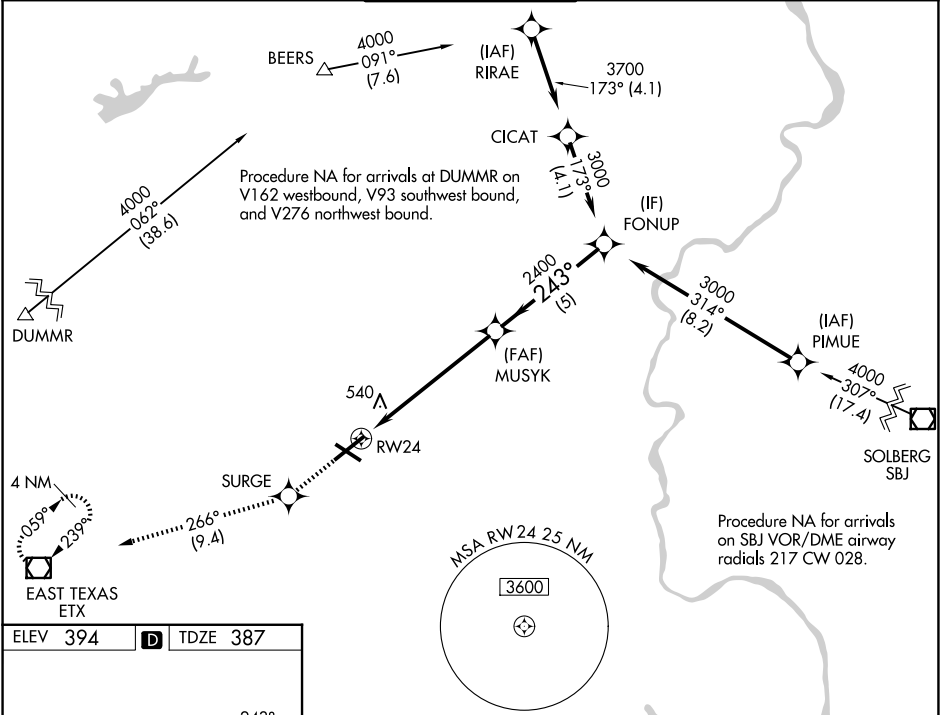 BEERS
4000
091°
(7.6)
(IAF)
RIRAE
3700
173° (4.1)
CICAT
3000
173°
(4.1)
Procedure NA for arrivals at DUMMR on
V162 westbound, V93 southwest bound,
and V276 northwest bound.
4000
062°
(38.6)
DUMMR
(IF)
FONUP
2400
243°
(5)
3000
314°
(8.2)
(IAF)
PIMUE
4000
307°
(17.4)
SOLBERG
SBJ
(FAF)
MUSYK
540
RW24
SURGE
4 NM
059°
239°
266°
(9.4)
EAST TEXAS
ETX
Procedure NA for arrivals
on SBJ VOR/DME airway
radials 217 CW 028.
MSA RW24 25 NM
3600
ELEV 394 D TDZE 387